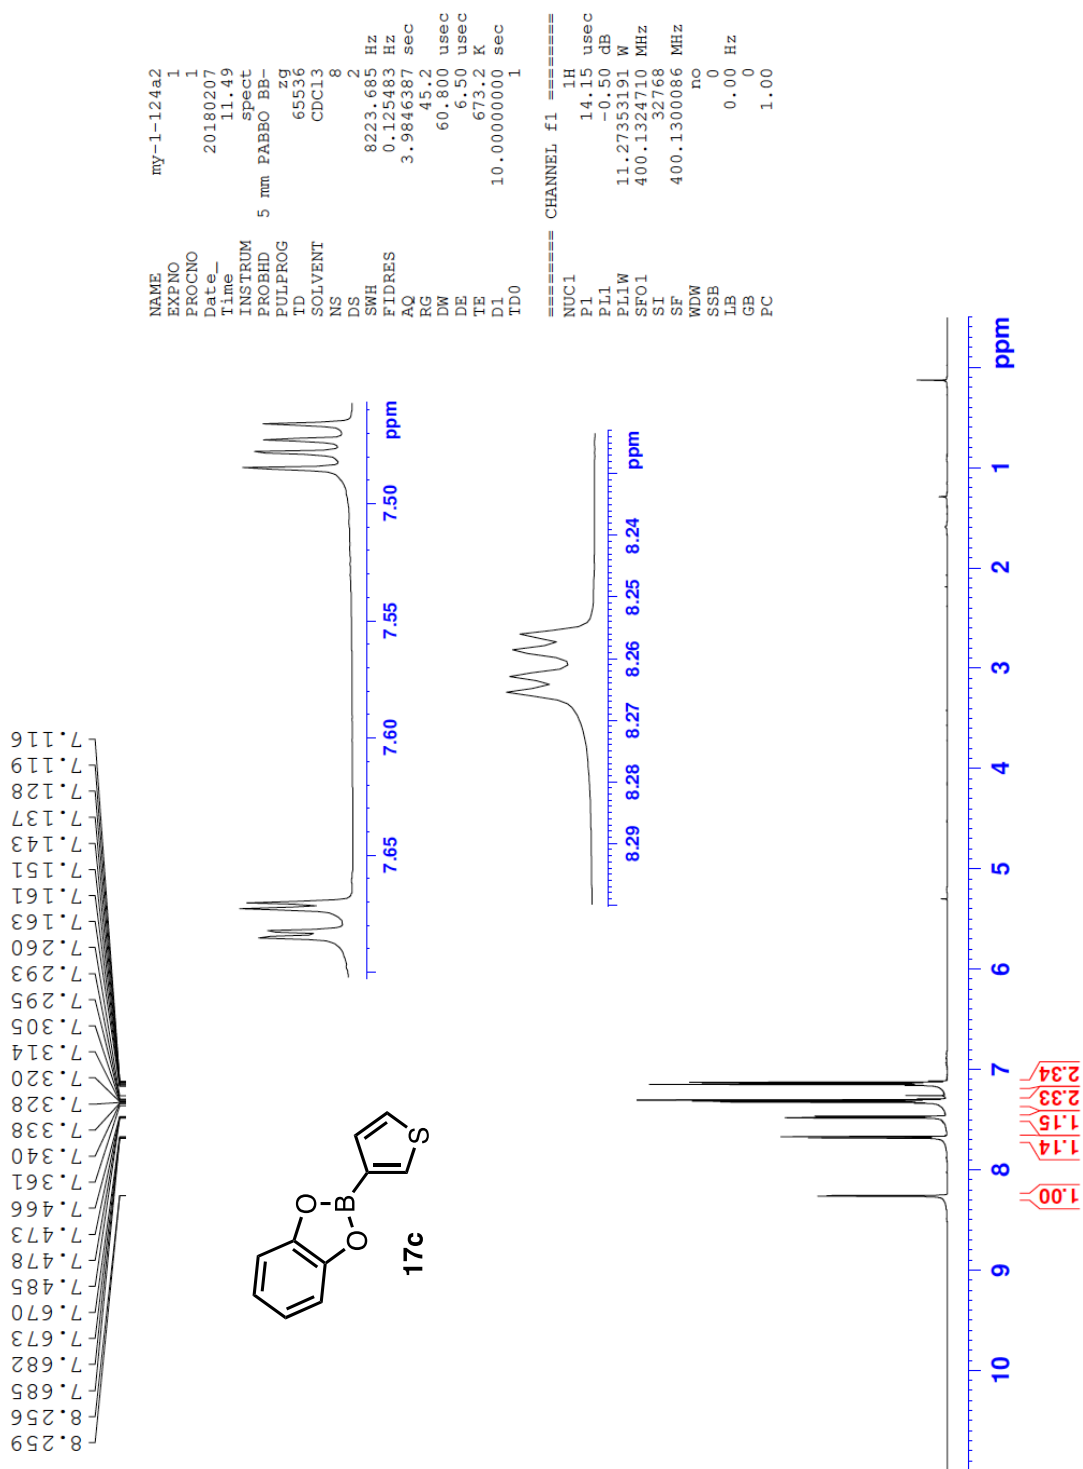 8.259
8.256
7.685
7.682
7.673
7.670
7.485
7.478
7.473
7.466
7.361
7.340
7.338
7.328
7.320
7.314
7.305
7.295
7.293
7.260
7.163
7.161
7.151
7.143
7.137
7.128
7.119
7.116
NAME my-1-124a2
EXPNO 1
PROCNO 1
Date_ 20180207
Time 11.49
INSTRUM spect
PROBHD 5 mm PABBO BB-
PULPROG zg
TD 65536
SOLVENT CDCl3
NS 8
DS 2
SWH 8223.685 Hz
FIDRES 0.125483 Hz
AQ 3.9846387 sec
RG 45.2
DW 60.800 usec
DE 6.50 usec
TE 673.2 K
D1 10.00000000 sec
TD0 1
======== CHANNEL f1 ========
NUC1 1H
P1 14.15 usec
PL1 -0.50 dB
PL1W 11.27353191 W
SFO1 400.1324710 MHz
SI 32768
SF 400.1300086 MHz
WDW no
SSB 0
LB 0.00 Hz
GB 0
PC 1.00
O
B
O
S
17c
7.65 7.60 7.55 7.50 ppm
8.29 8.28 8.27 8.26 8.25 8.24 ppm
10 9 8 7 6 5 4 3 2 1 ppm
1.00
1.14
1.15
2.33
2.34